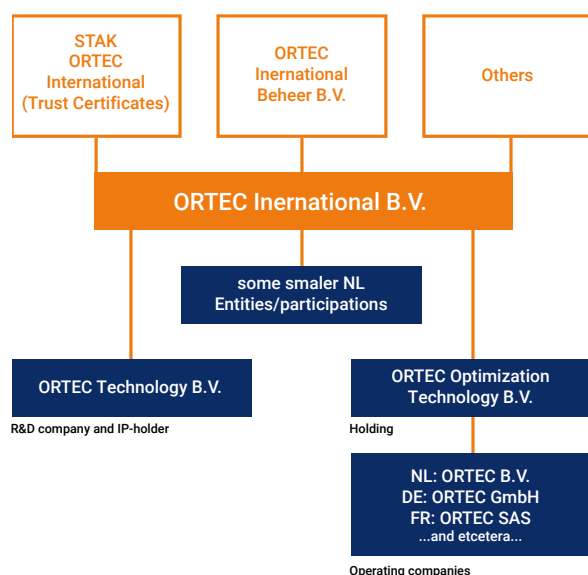 STAK
ORTEC
International
(Trust Certificates)
ORTEC
Inernational
Beheer B.V.
Others
ORTEC Inernational B.V.
some smaler NL
Entities/participations
ORTEC Technology B.V.
R&D company and IP-holder
ORTEC Optimization
Technology B.V.
Holding
NL: ORTEC B.V.
DE: ORTEC GmbH
FR: ORTEC SAS
...and etcetera...
Operating companies